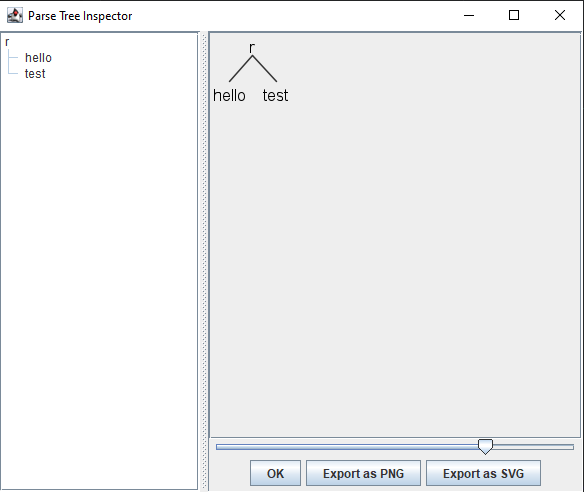 Parse Tree Inspector
r
hello
test
r
hello test
OK Export as PNG Export as SVG